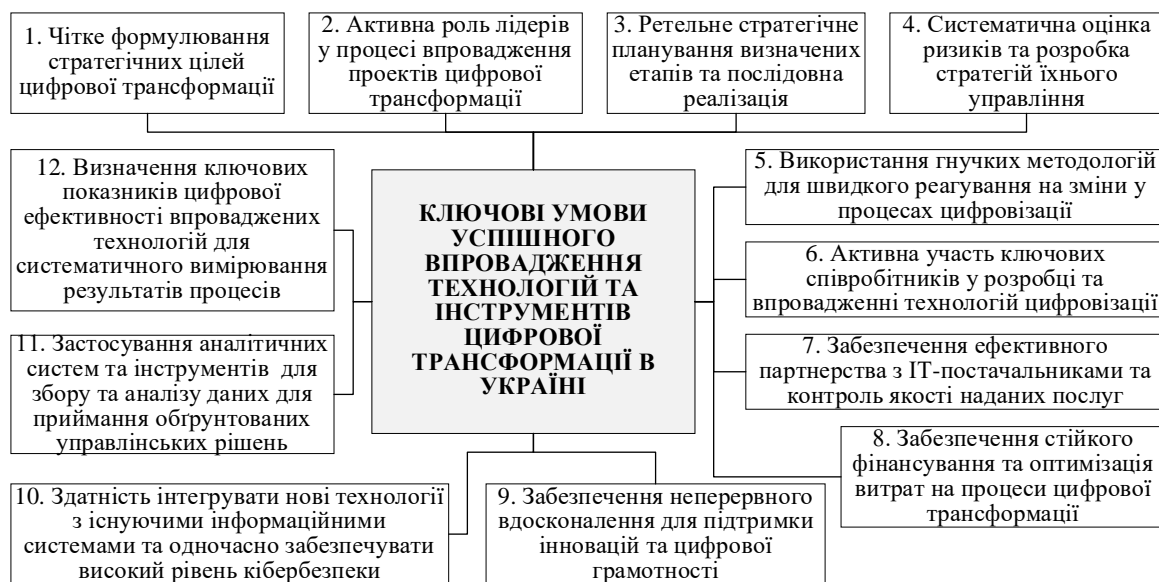 1. Чітке формулювання
стратегічних цілей
цифрової трансформації
2. Активна роль лідерів
у процесі впровадження
проектів цифрової
трансформації
3. Ретельне стратегічне
планування визначених
етапів та послідовна
реалізація
4. Систематична оцінка
ризиків та розробка
стратегій їхнього
управління
5. Використання гнучких методологій
для швидкого реагування на зміни у
процесах цифровізації
6. Активна участь ключових
співробітників у розробці та
впровадженні технологій цифровізації
7. Забезпечення ефективного
партнерства з ІТ-постачальниками та
контроль якості наданих послуг
8. Забезпечення стійкого
фінансування та оптимізація
витрат на процеси цифрової
трансформації
9. Забезпечення неперервного
вдосконалення для підтримки
інновацій та цифрової
грамотності
10. Здатність інтегрувати нові технології
з існуючими інформаційними
системами та одночасно забезпечувати
високий рівень кібербезпеки
11. Застосування аналітичних
систем та інструментів для
збору та аналізу даних для
приймання обґрунтованих
управлінських рішень
12. Визначення ключових
показників цифрової
ефективності впроваджених
технологій для
систематичного вимірювання
результатів процесів
КЛЮЧОВІ УМОВИ
УСПІШНОГО
ВПРОВАДЖЕННЯ
ТЕХНОЛОГІЙ ТА
ІНСТРУМЕНТІВ
ЦИФРОВОЇ
ТРАНСФОРМАЦІЇ В
УКРАЇНІ